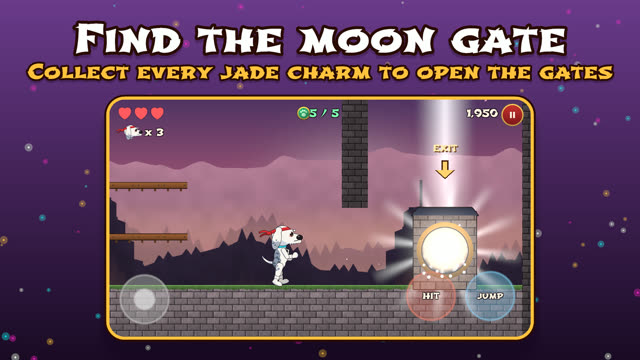 FIND THE MOON GATE
COLLECT EVERY JADE CHARM TO OPEN THE GATES
5 / 5
1,950
x 3
EXIT
HIT
JUMP